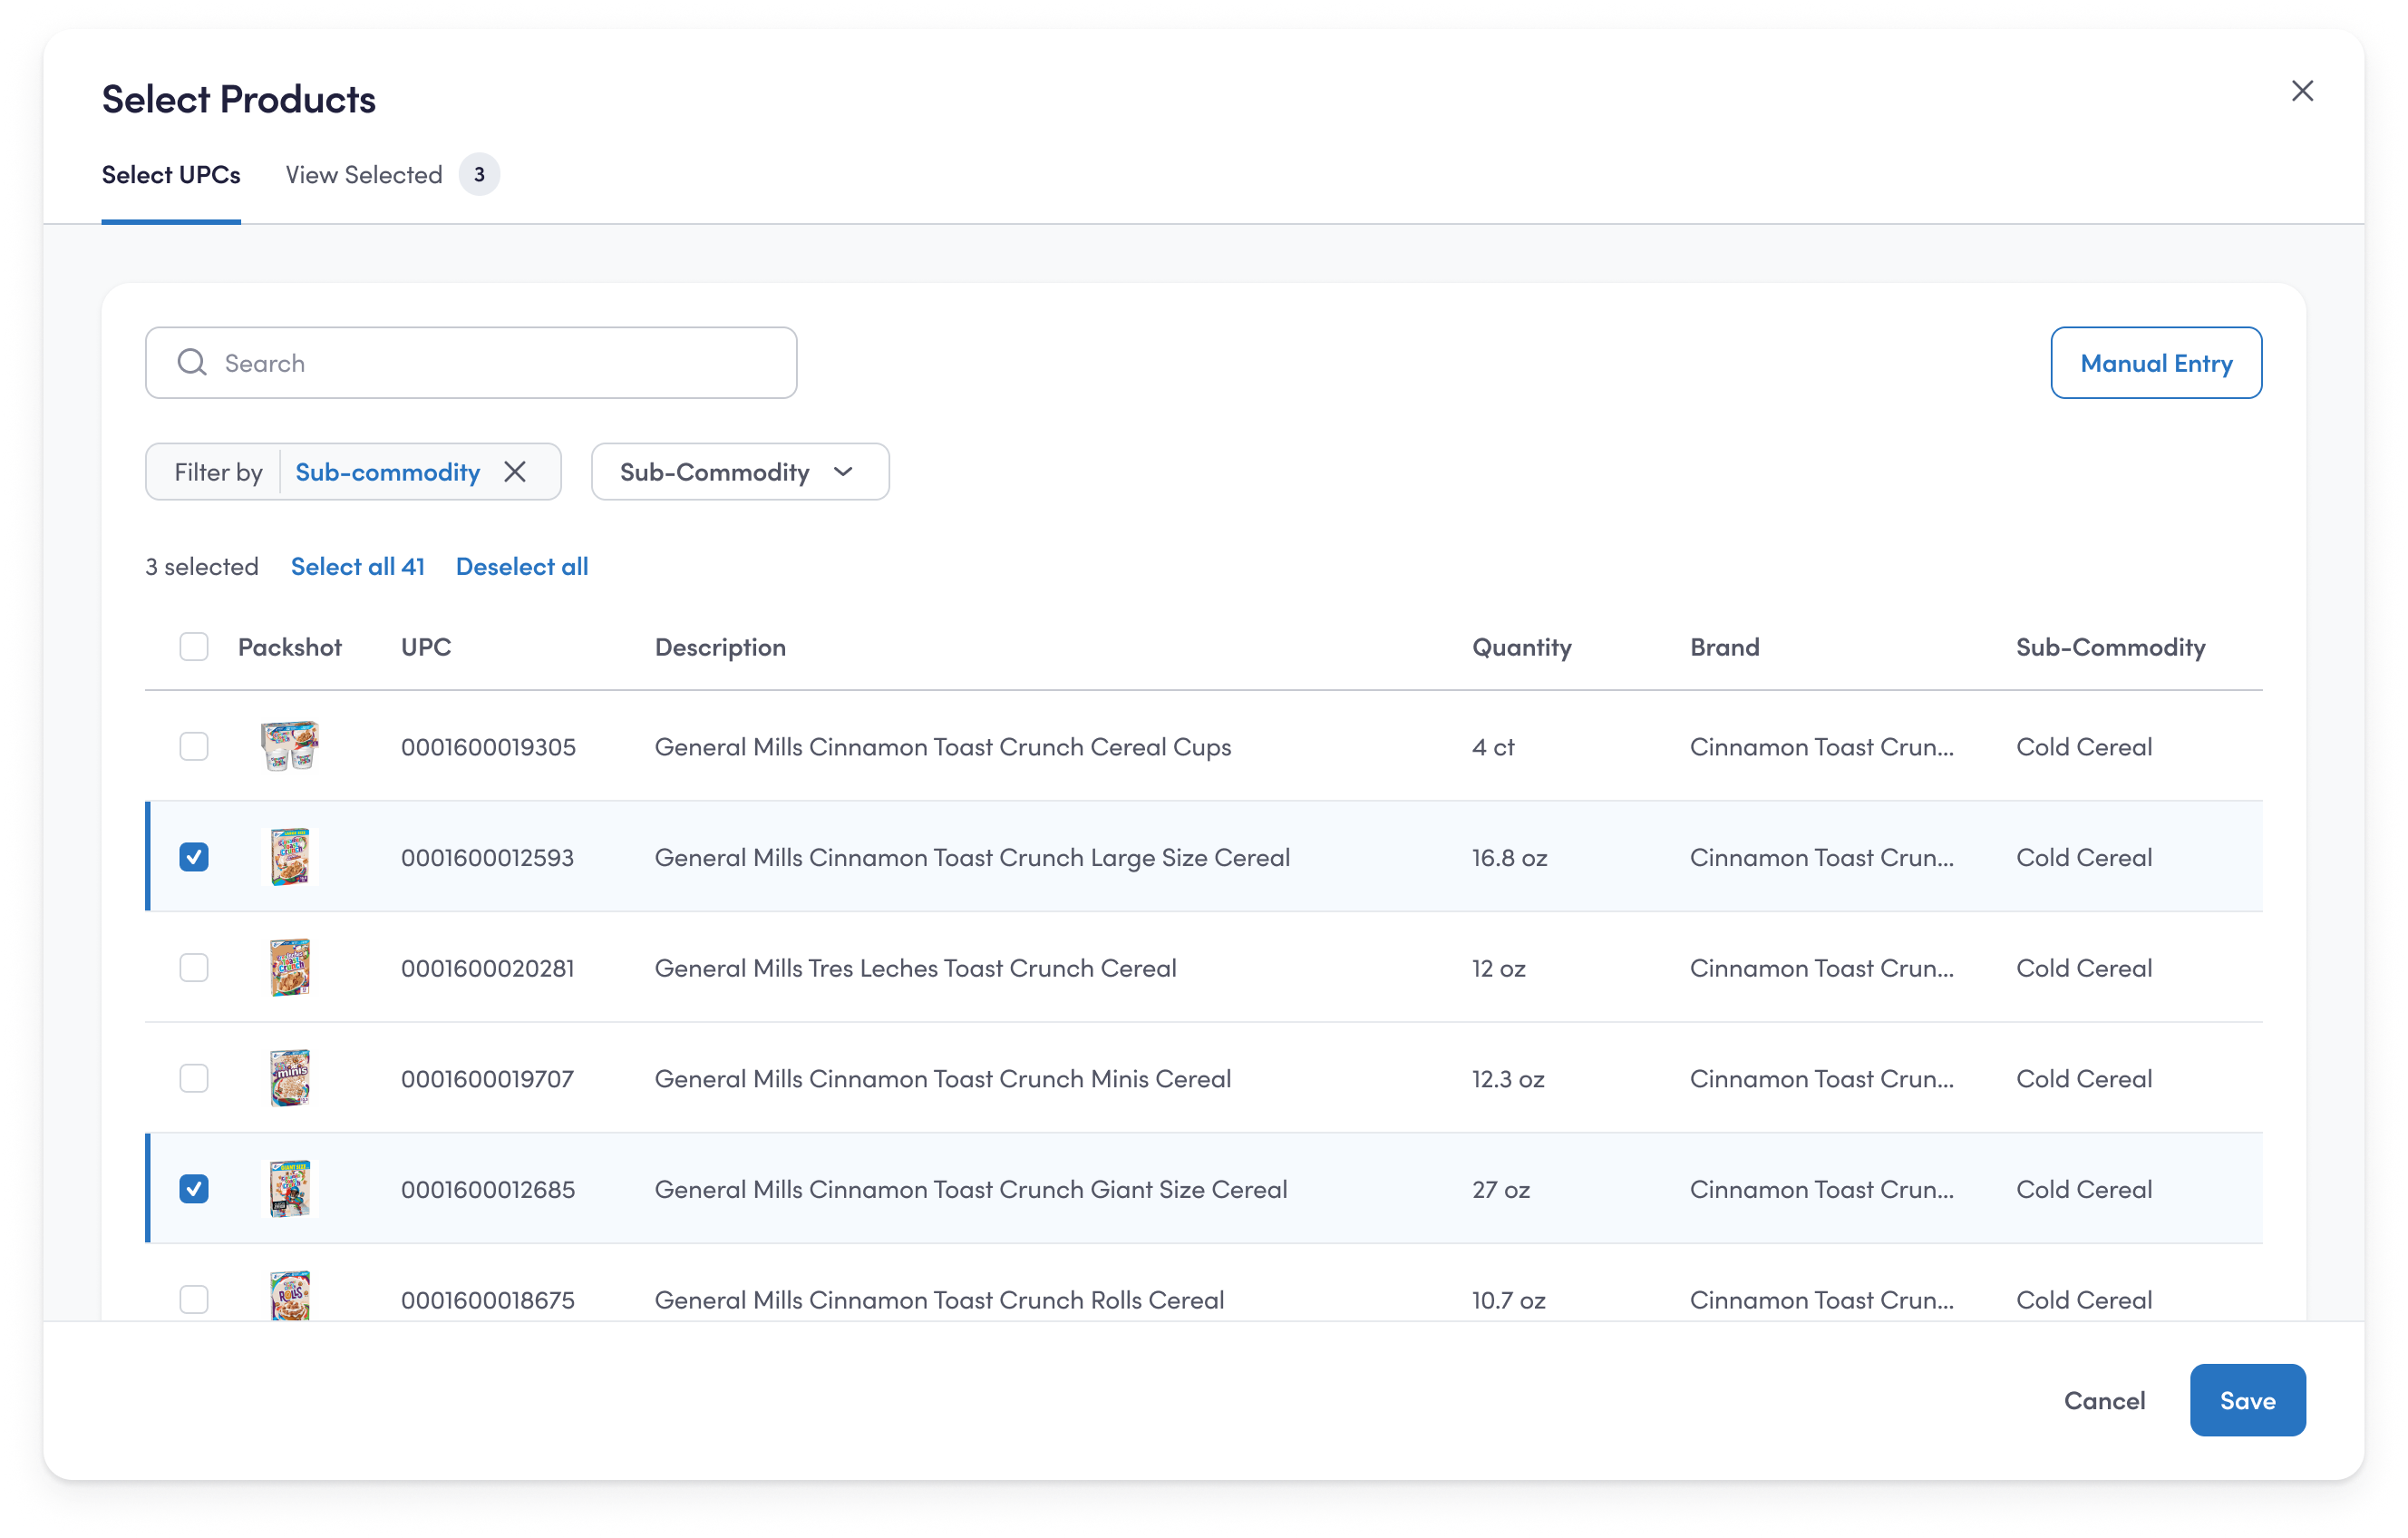 Select Products
Select UPCs View Selected 3
Search
Manual Entry
Filter by Sub-commodity Sub-Commodity
3 selected Select all 41 Deselect all
Packshot UPC Description Quantity Brand Sub-Commodity
0001600019305 General Mills Cinnamon Toast Crunch Cereal Cups 4 ct Cinnamon Toast Crun... Cold Cereal
0001600012593 General Mills Cinnamon Toast Crunch Large Size Cereal 16.8 oz Cinnamon Toast Crun... Cold Cereal
0001600020281 General Mills Tres Leches Toast Crunch Cereal 12 oz Cinnamon Toast Crun... Cold Cereal
minis
0001600019707 General Mills Cinnamon Toast Crunch Minis Cereal 12.3 oz Cinnamon Toast Crun... Cold Cereal
0001600012685 General Mills Cinnamon Toast Crunch Giant Size Cereal 27 oz Cinnamon Toast Crun... Cold Cereal
ROLLS
0001600018675 General Mills Cinnamon Toast Crunch Rolls Cereal 10.7 oz Cinnamon Toast Crun... Cold Cereal
Cancel Save